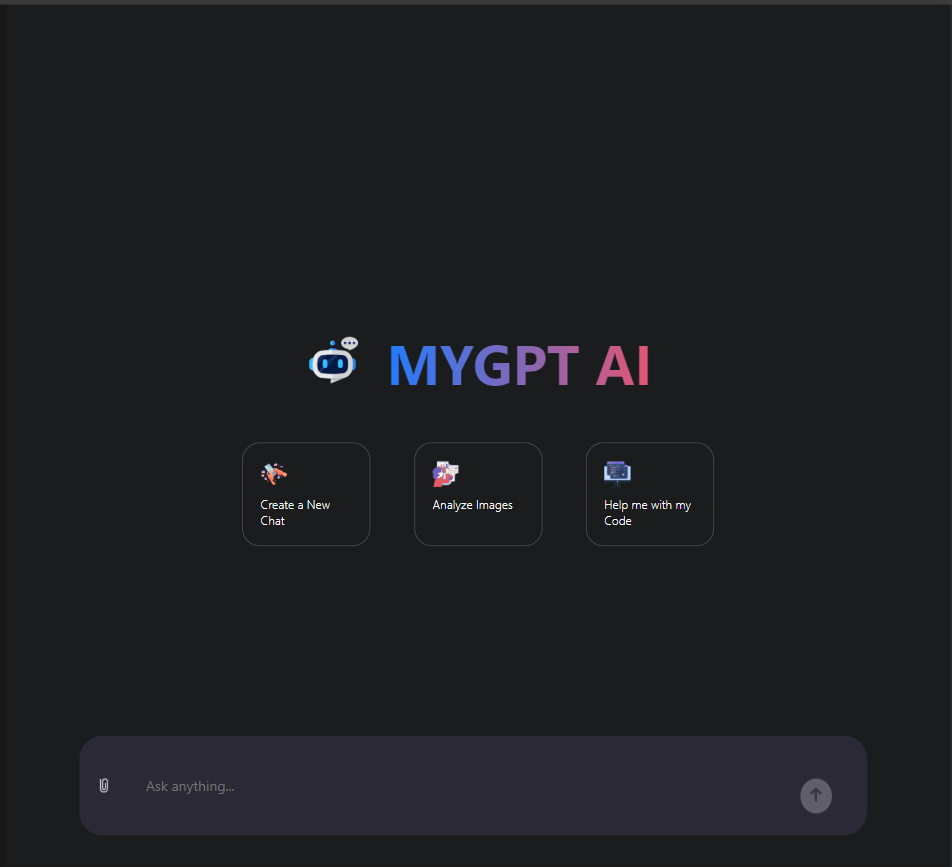 MYGPT AI
Create a New
Chat
Analyze Images
Help me with my
Code
Ask anything...